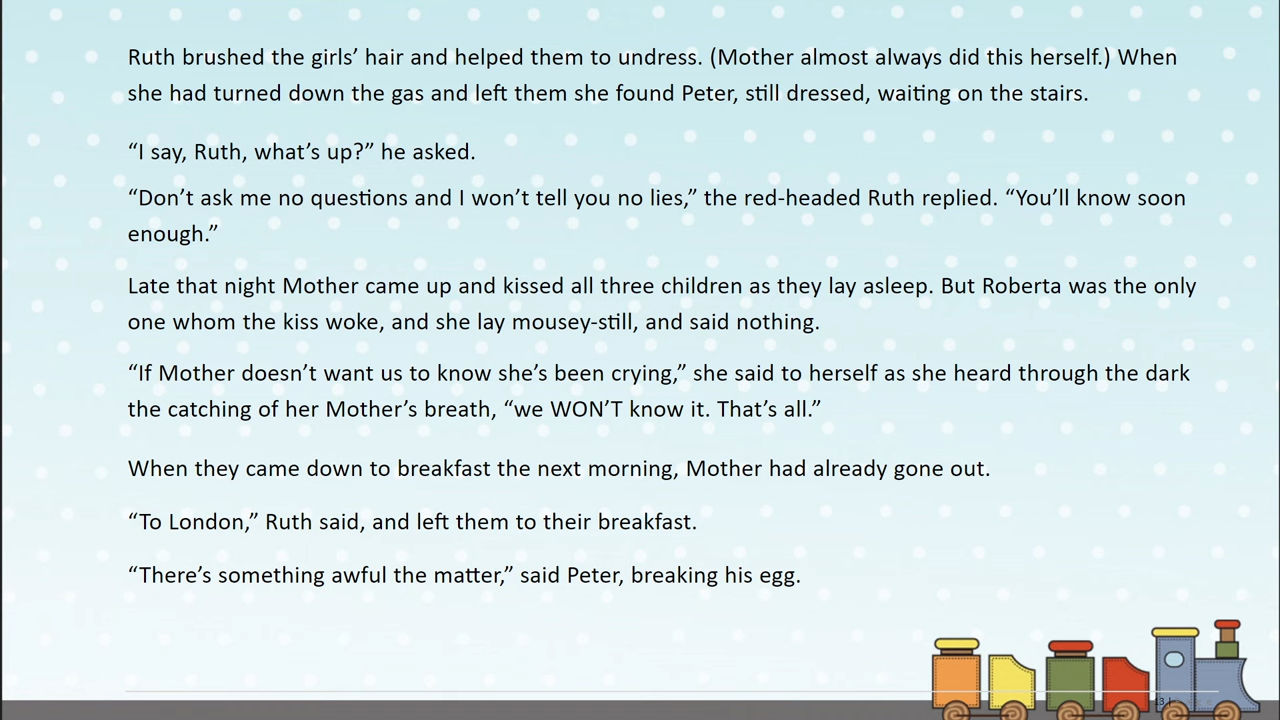 Ruth brushed the girls’ hair and helped them to undress. (Mother almost always did this herself.) When
she had turned down the gas and left them she found Peter, still dressed, waiting on the stairs.
“I say, Ruth, what’s up?” he asked.
“Don’t ask me no questions and I won’t tell you no lies,” the red-headed Ruth replied. “You’ll know soon
enough.”
Late that night Mother came up and kissed all three children as they lay asleep. But Roberta was the only
one whom the kiss woke, and she lay mousey-still, and said nothing.
“If Mother doesn’t want us to know she’s been crying,” she said to herself as she heard through the dark
the catching of her Mother’s breath, “we WON’T know it. That’s all.”
When they came down to breakfast the next morning, Mother had already gone out.
“To London,” Ruth said, and left them to their breakfast.
“There’s something awful the matter,” said Peter, breaking his egg.